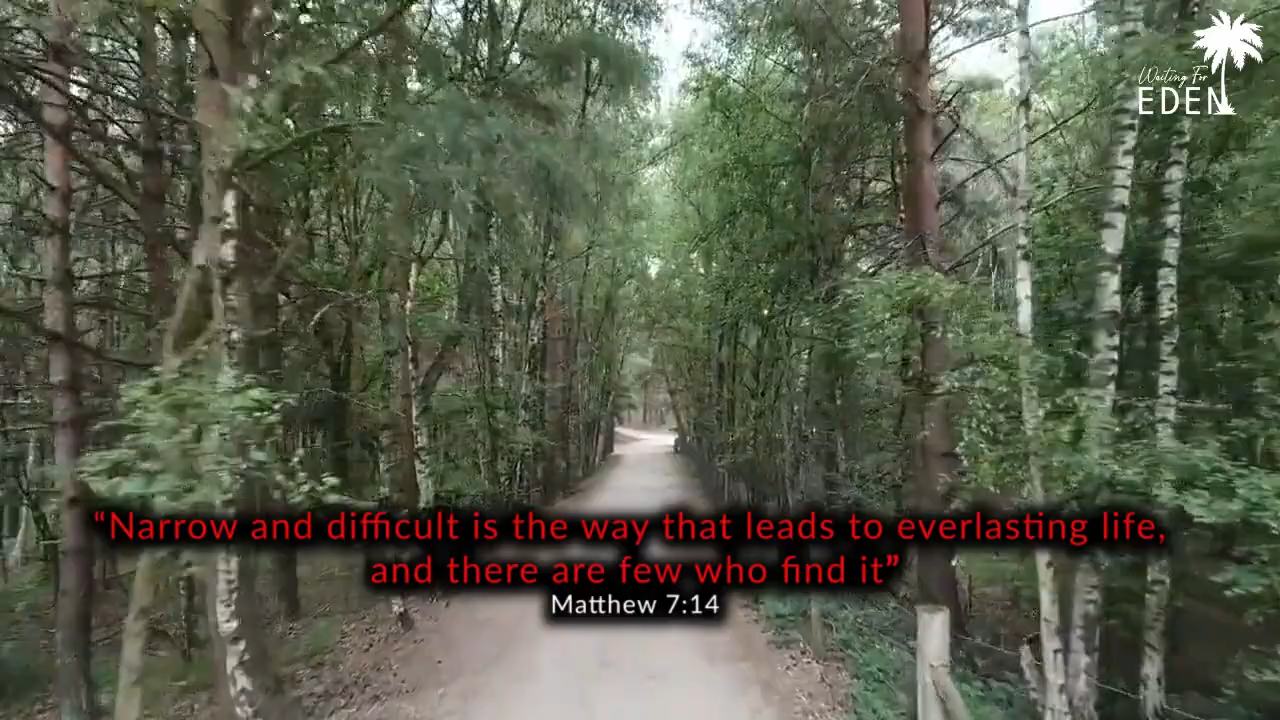 Waiting For
EDEN
“Narrow and difficult is the way that leads to everlasting life,
and there are few who find it”
Matthew 7:14